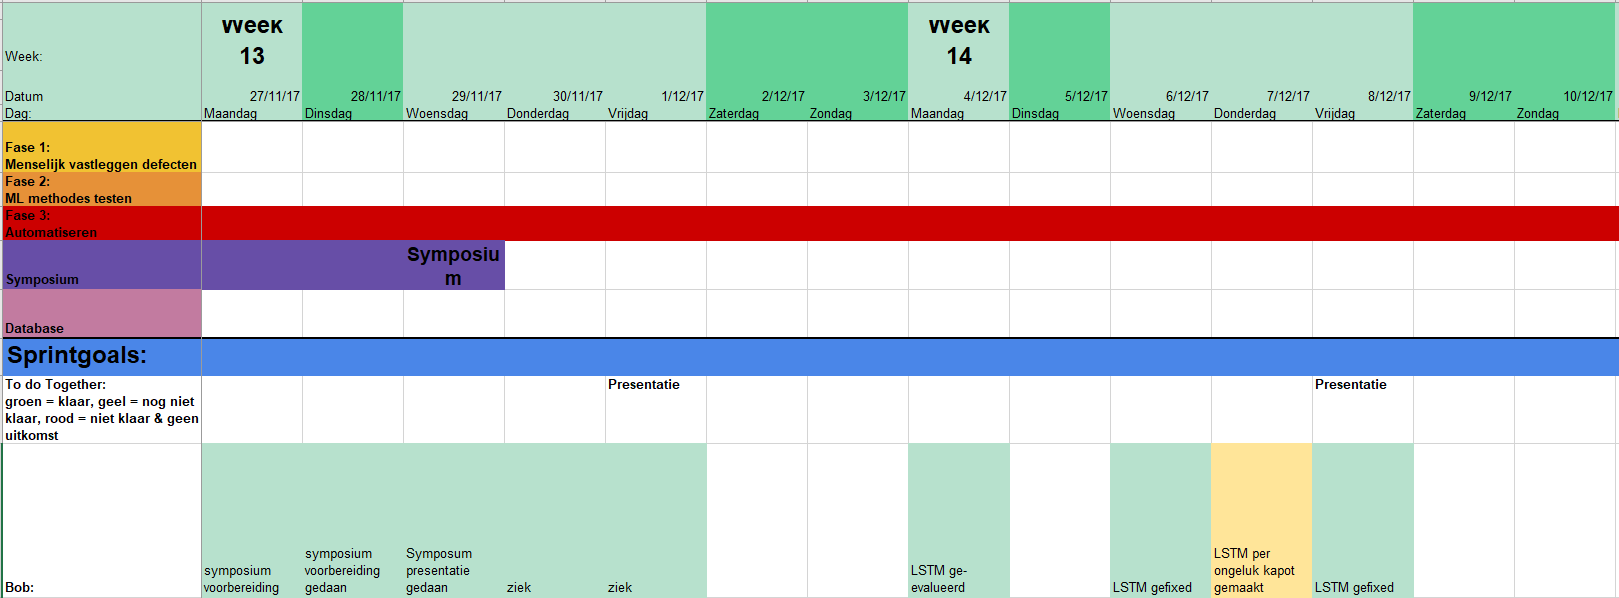 Week 13 Week 14
Week:
Datum 27/11/17 28/11/17 29/11/17 30/11/17 1/12/17 2/12/17 3/12/17 4/12/17 5/12/17 6/12/17 7/12/17 8/12/17 9/12/17 10/12/17
Dag: Maandag Dinsdag Woensdag Donderdag Vrijdag Zaterdag Zondag Maandag Dinsdag Woensdag Donderdag Vrijdag Zaterdag Zondag
Fase 1:
Menselijk vastleggen defecten
Fase 2:
ML methodes testen
Fase 3:
Automatiseren
Symposium
Symposiu
m
Database
Sprintgoals:
To do Together:
groen = klaar, geel = nog niet
klaar, rood = niet klaar & geen
uitkomst
Presentatie
Presentatie
Bob:
symposium
voorbereiding
symposium
voorbereiding
gedaan
Symposum
presentatie
gedaan
ziek
ziek
LSTM ge-
evalueerd
LSTM gefixed
LSTM per
ongeluk kapot
gemaakt
LSTM gefixed